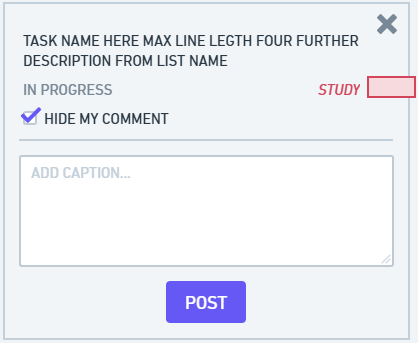 TASK NAME HERE MAX LINE LEGTH FOUR FURTHER
DESCRIPTION FROM LIST NAME
IN PROGRESS
STUDY
HIDE MY COMMENT
ADD CAPTION...
POST